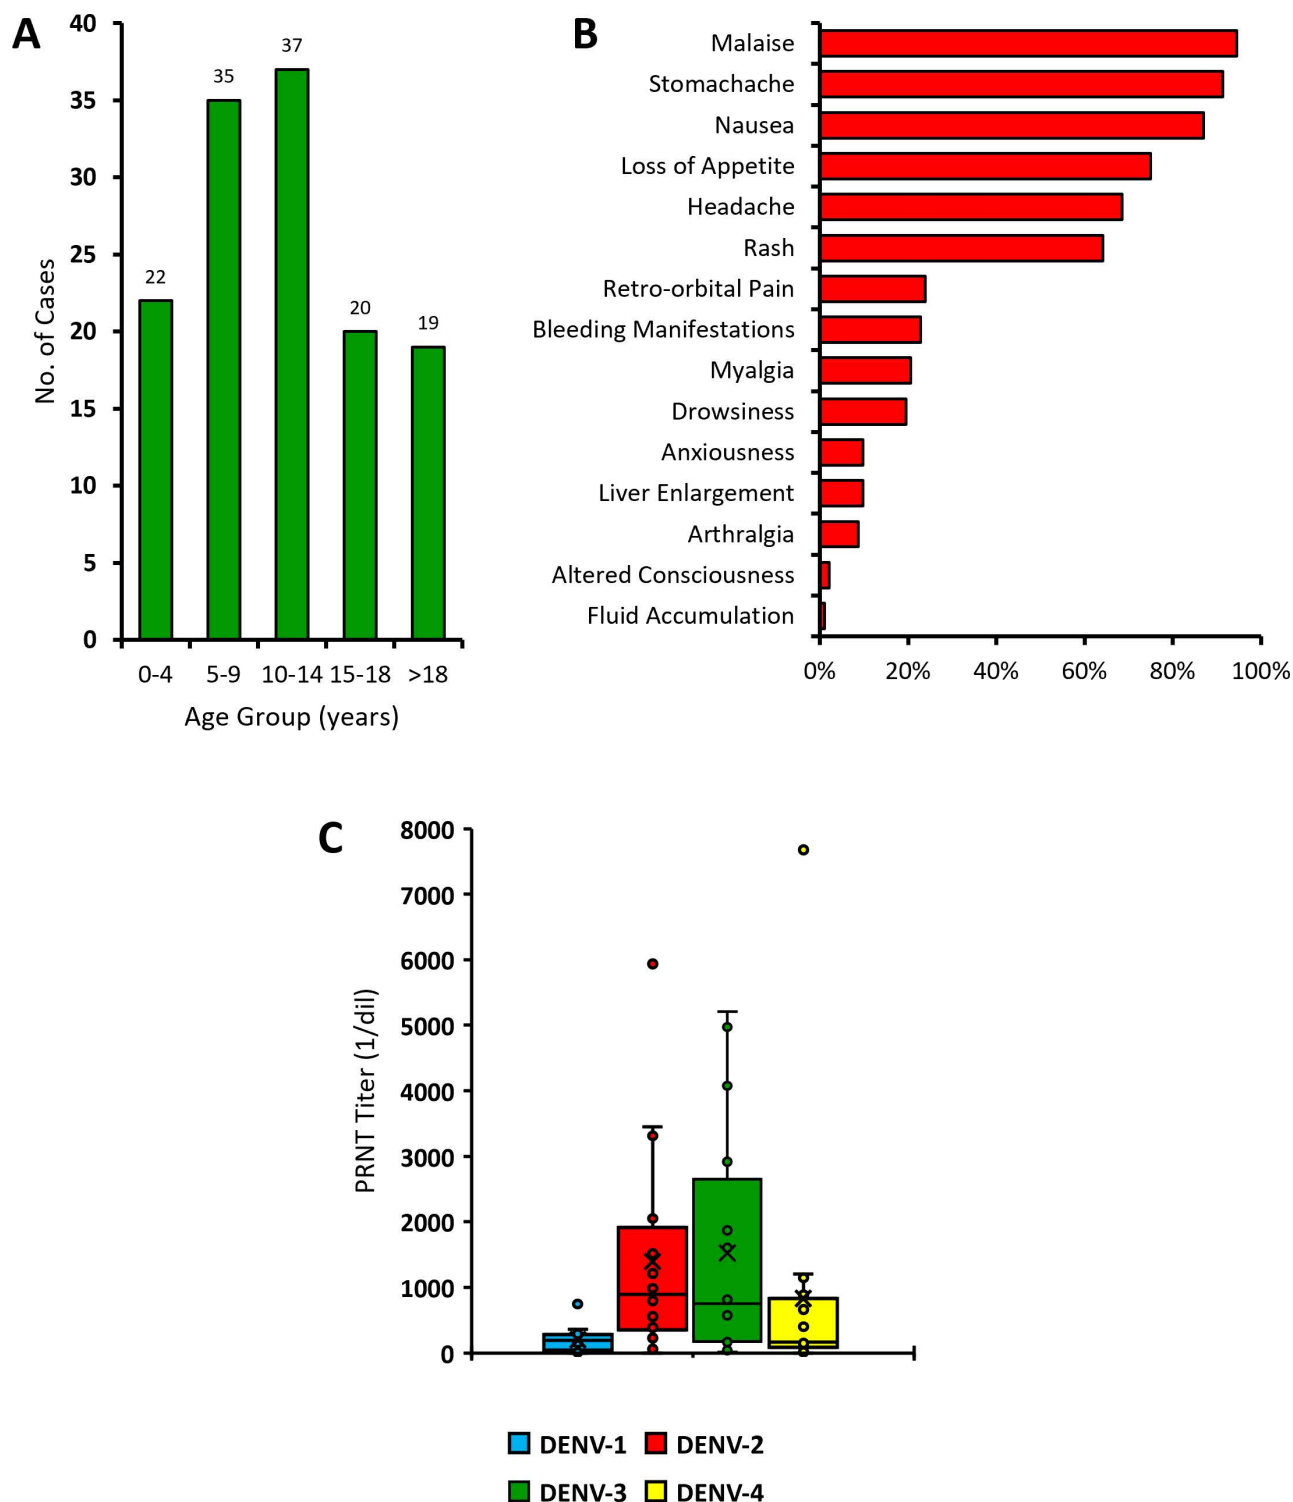 A
40
35
30
25
20
15
10
5
0
No. of Cases
22
35
37
20
19
0-4 5-9 10-14 15-18 >18
Age Group (years)
B
Malaise
Stomachache
Nausea
Loss of Appetite
Headache
Rash
Retro-orbital Pain
Bleeding Manifestations
Myalgia
Drowsiness
Anxiousness
Liver Enlargement
Arthralgia
Altered Consciousness
Fluid Accumulation
0% 20% 40% 60% 80% 100%
C
8000
7000
6000
5000
4000
3000
2000
1000
0
PRNT Titer (1/dil)
DENV-1 DENV-2
DENV-3 DENV-4